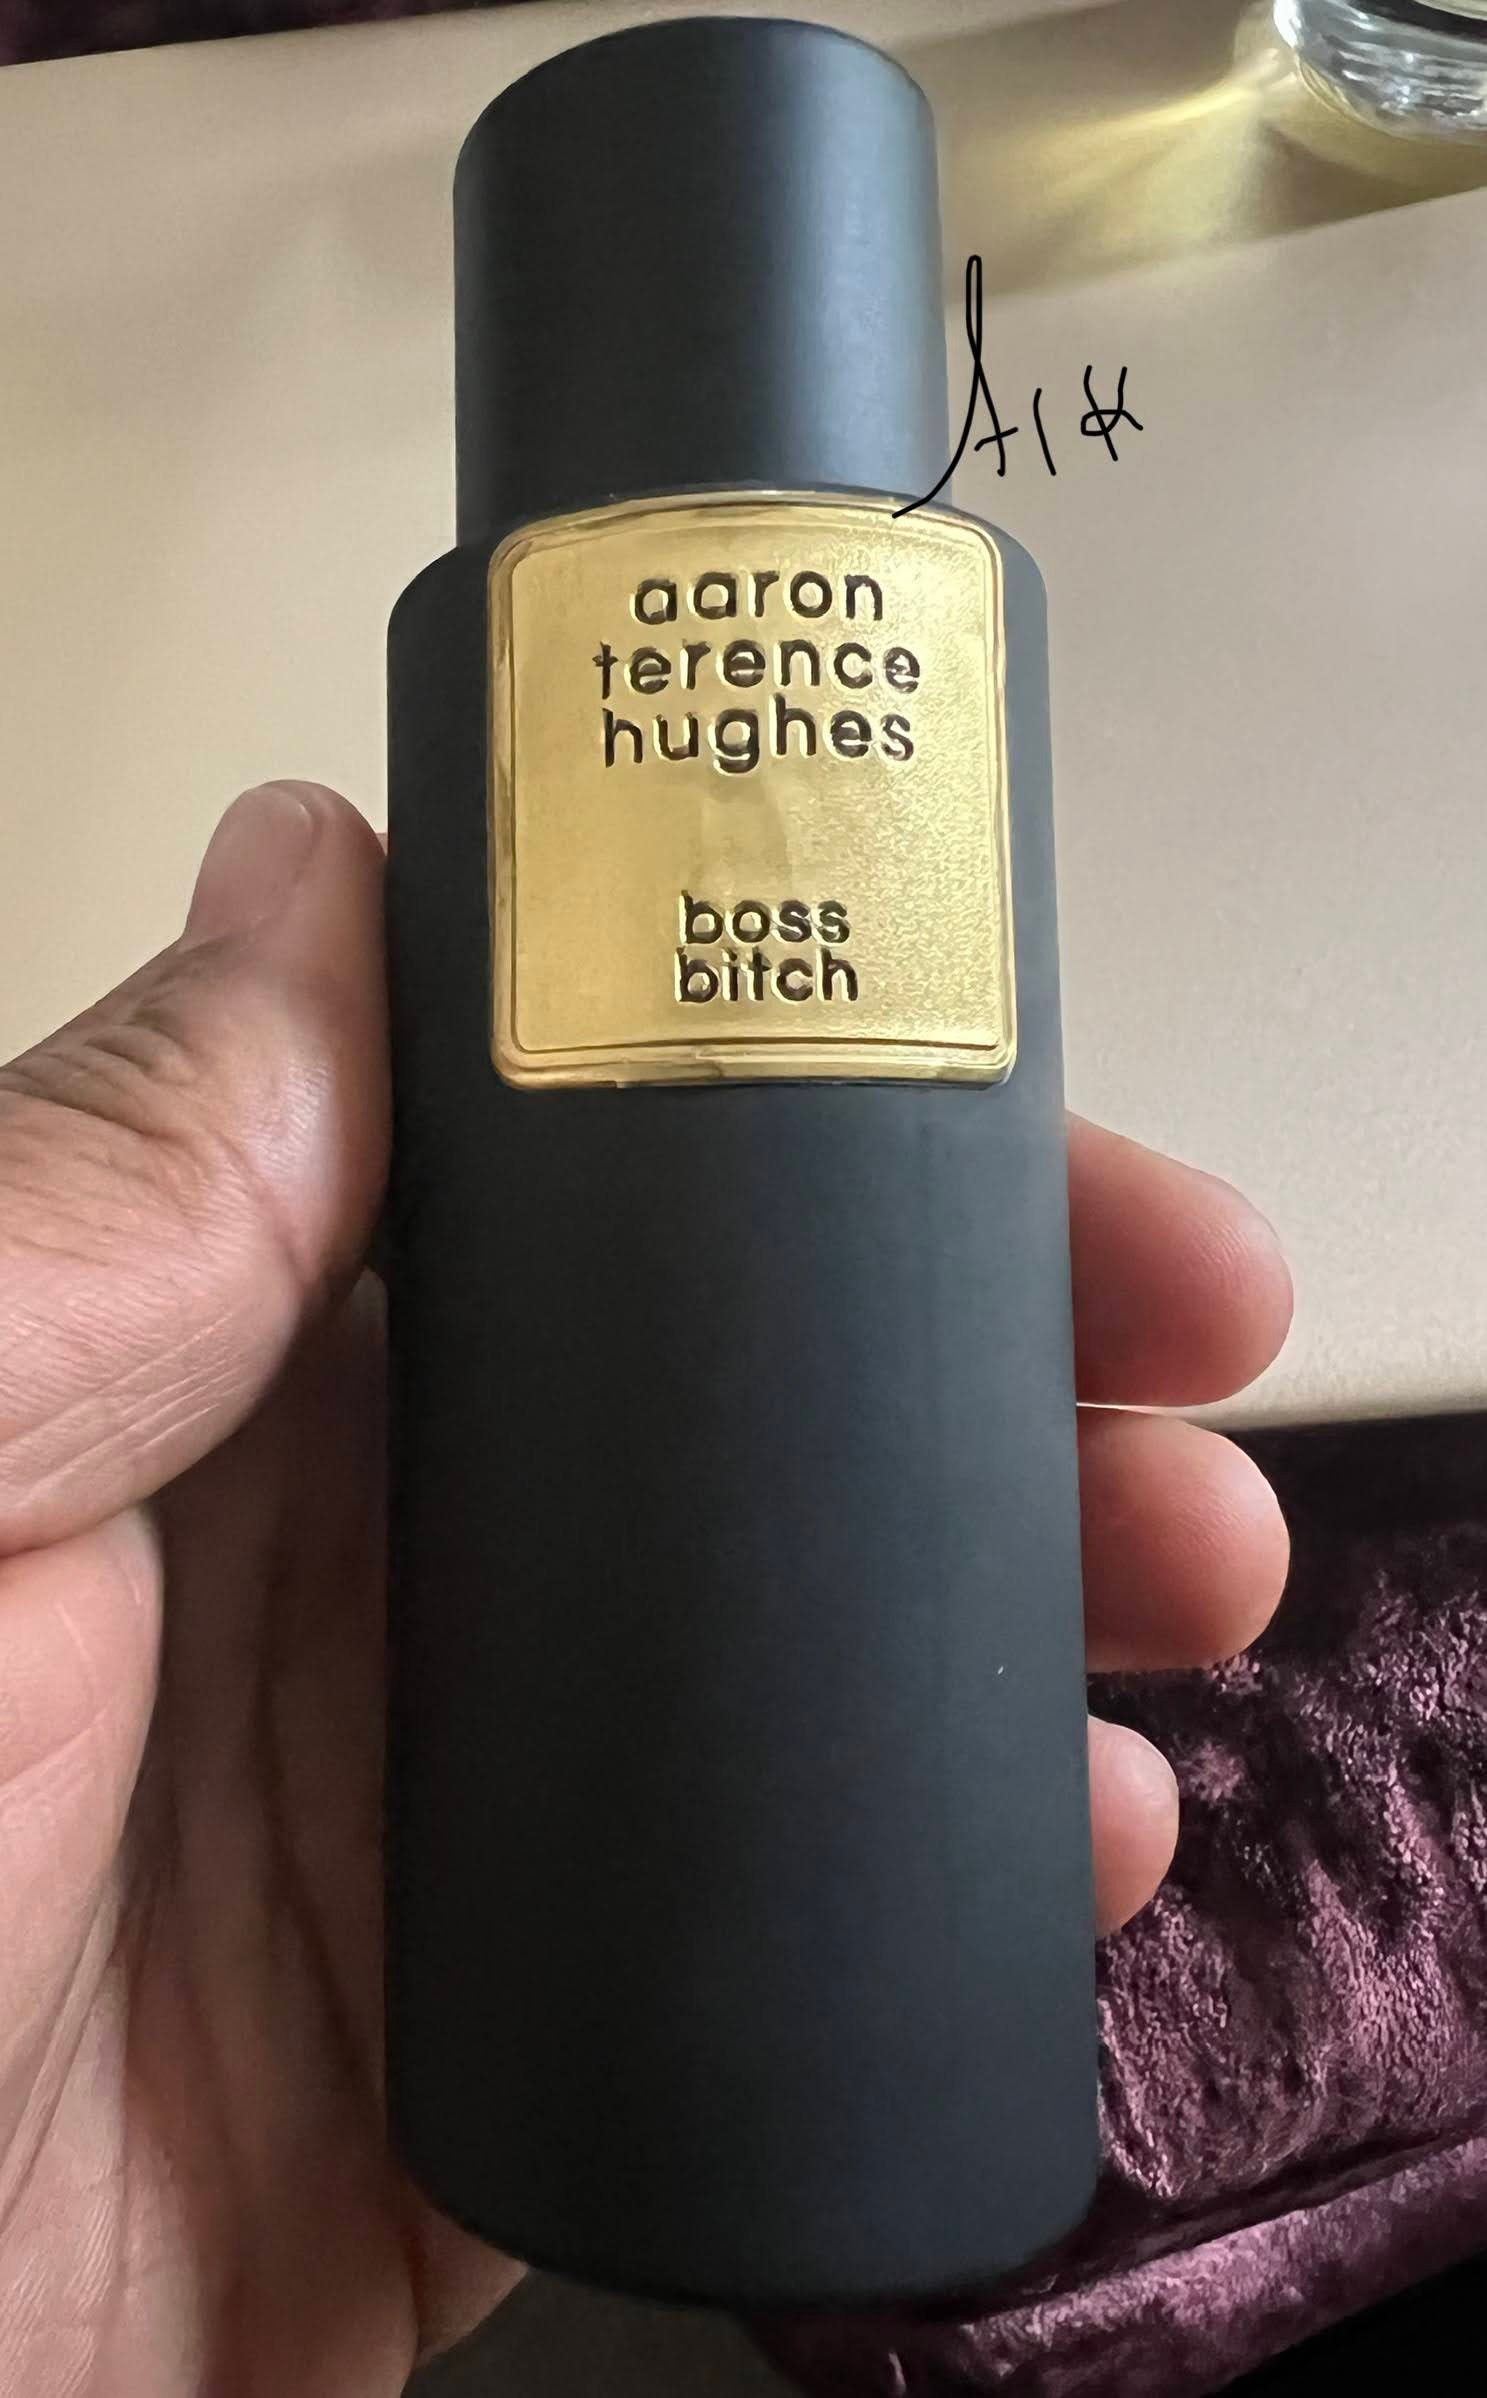 aaron
terence
hughes
boss
bitch